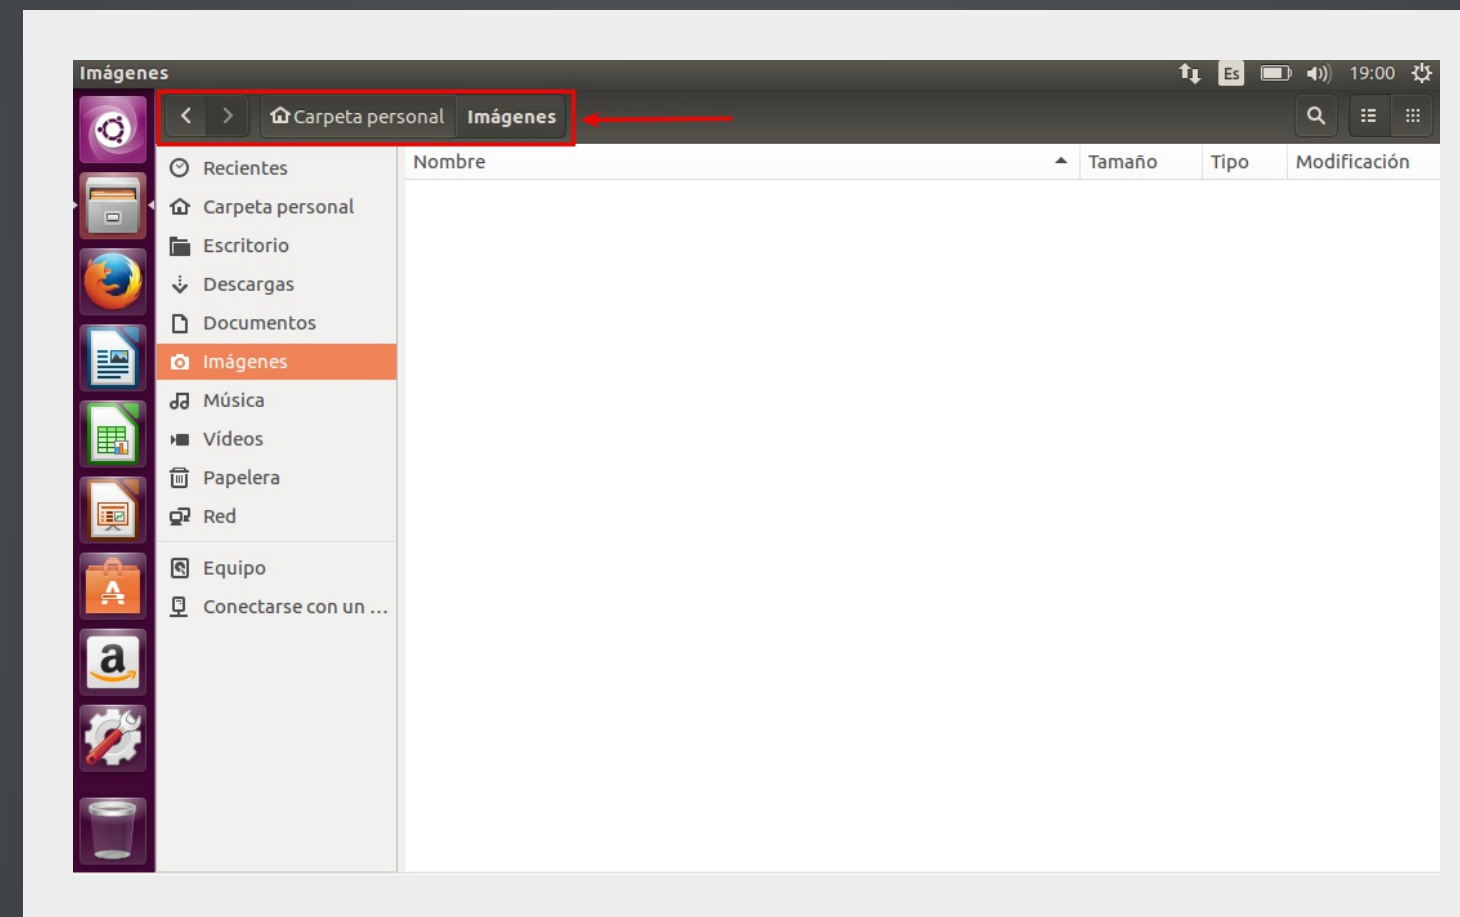 Imágenes
Es
19:00
Carpeta personal
Imágenes
Nombre
Tamaño
Tipo
Modificación
Recientes
Carpeta personal
Escritorio
Descargas
Documentos
Imágenes
Música
Vídeos
Papelera
Red
Equipo
Conectarse con un …
A
a